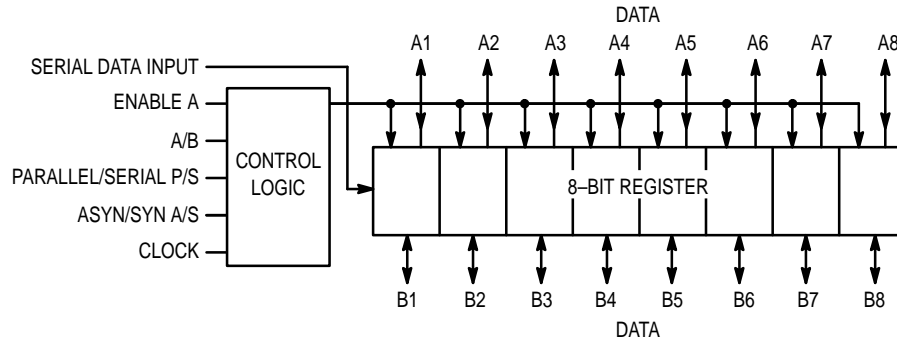 DATA
A1 A2 A3 A4 A5 A6 A7 A8
SERIAL DATA INPUT
ENABLE A
A/B
PARALLEL/SERIAL P/S
ASYN/SYN A/S
CLOCK
CONTROL
LOGIC
8–BIT REGISTER
B1 B2 B3 B4 B5 B6 B7 B8
DATA